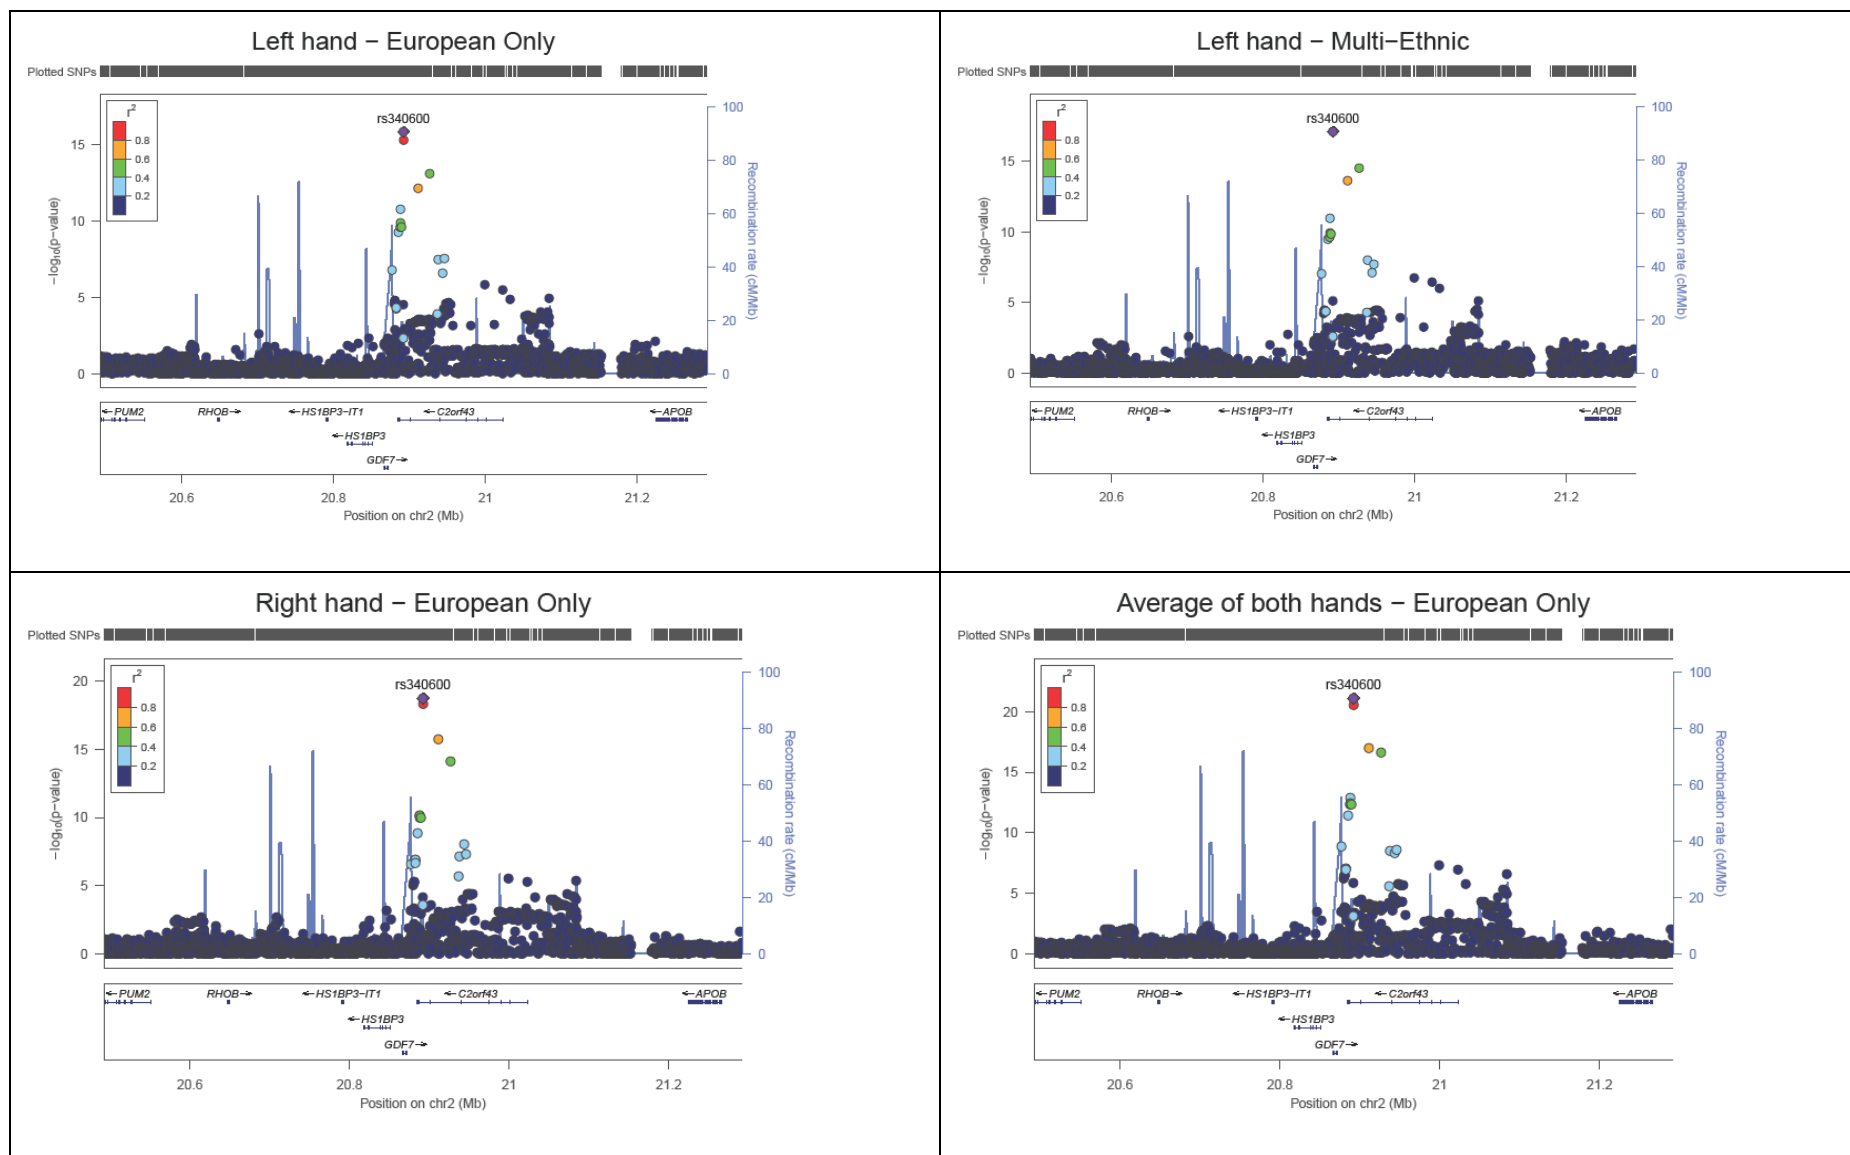 Left hand − European Only
Plotted SNPs
r²
0.8
0.6
0.4
0.2
rs340600
15
10
5
0
−log₁₀(p−value)
100
80
60
40
20
0
Recombination rate (cM/Mb)
PUM2
RHOB
HS1BP3−IT1
C2orf43
APOB
HS1BP3
GDF7
20.6
20.8
21
21.2
Position on chr2 (Mb)
Left hand − Multi−Ethnic
Plotted SNPs
r²
0.8
0.6
0.4
0.2
rs340600
15
10
5
0
−log₁₀(p−value)
100
80
60
40
20
0
Recombination rate (cM/Mb)
PUM2
RHOB
HS1BP3−IT1
C2orf43
APOB
HS1BP3
GDF7
20.6
20.8
21
21.2
Position on chr2 (Mb)
Right hand − European Only
Plotted SNPs
r²
0.8
0.6
0.4
0.2
rs340600
20
15
10
5
0
−log₁₀(p−value)
100
80
60
40
20
0
Recombination rate (cM/Mb)
PUM2
RHOB
HS1BP3−IT1
C2orf43
APOB
HS1BP3
GDF7
20.6
20.8
21
21.2
Position on chr2 (Mb)
Average of both hands − European Only
Plotted SNPs
r²
0.8
0.6
0.4
0.2
rs340600
20
15
10
5
0
−log₁₀(p−value)
100
80
60
40
20
0
Recombination rate (cM/Mb)
PUM2
RHOB
HS1BP3−IT1
C2orf43
APOB
HS1BP3
GDF7
20.6
20.8
21
21.2
Position on chr2 (Mb)